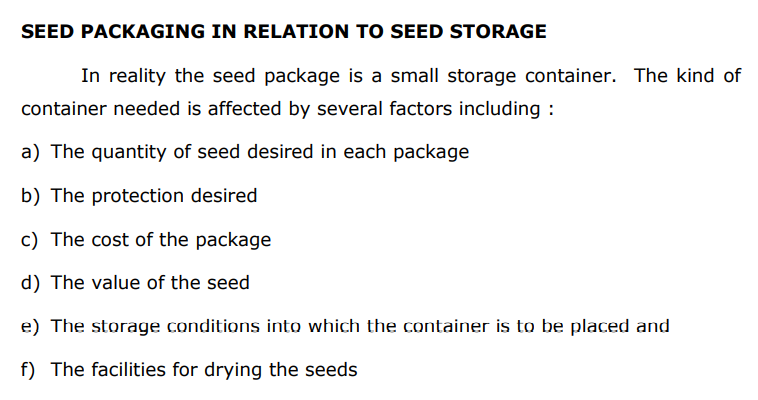 SEED PACKAGING IN RELATION TO SEED STORAGE
In reality the seed package is a small storage container. The kind of
container needed is affected by several factors including :
a) The quantity of seed desired in each package
b) The protection desired
c) The cost of the package
d) The value of the seed
e) The storage conditions into which the container is to be placed and
f) The facilities for drying the seeds